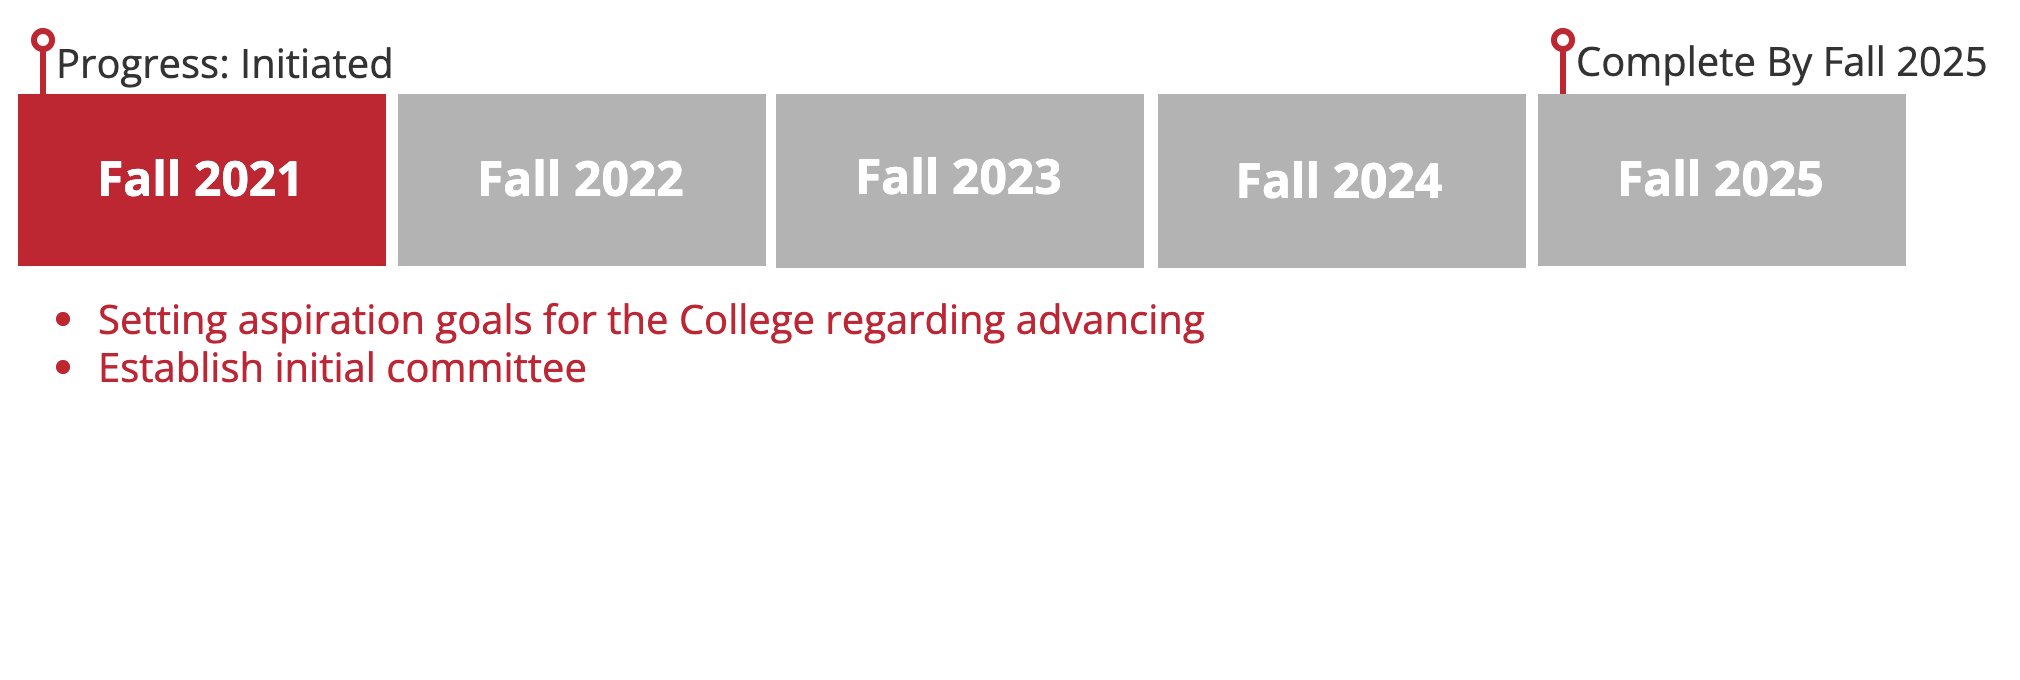 Progress: Initiated
Complete By Fall 2025
Fall 2021
Fall 2022
Fall 2023
Fall 2024
Fall 2025
• Setting aspiration goals for the College regarding advancing
• Establish initial committee